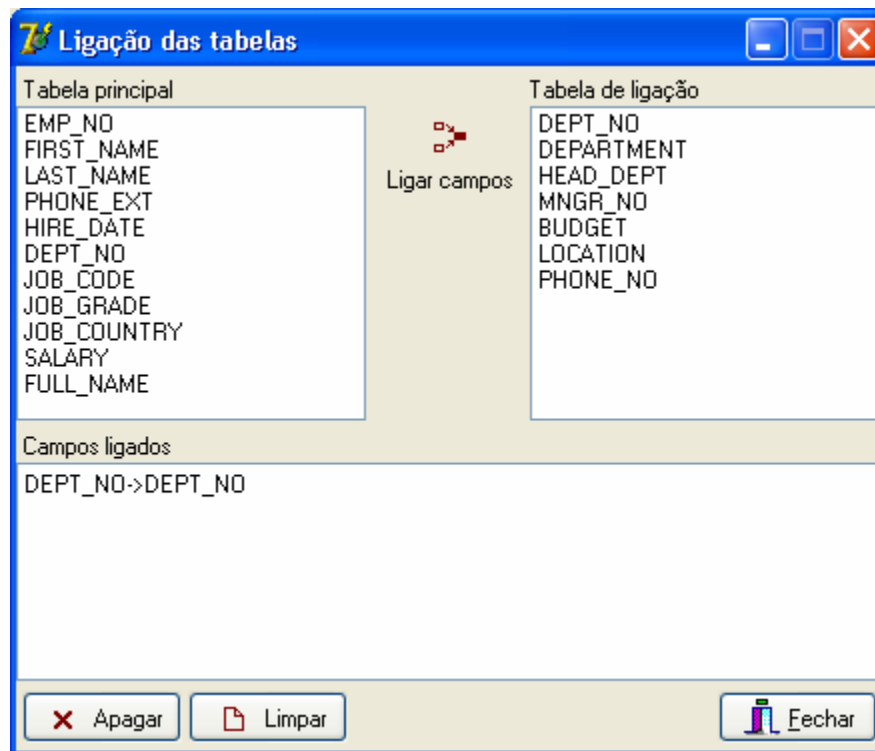 Ligação das tabelas
Tabela principal
EMP_NO
FIRST_NAME
LAST_NAME
PHONE_EXT
HIRE_DATE
DEPT_NO
JOB_CODE
JOB_GRADE
JOB_COUNTRY
SALARY
FULL_NAME
Ligar campos
Tabela de ligação
DEPT_NO
DEPARTMENT
HEAD_DEPT
MNGR_NO
BUDGET
LOCATION
PHONE_NO
Campos ligados
DEPT_NO->DEPT_NO
Apagar
Limpar
Fechar